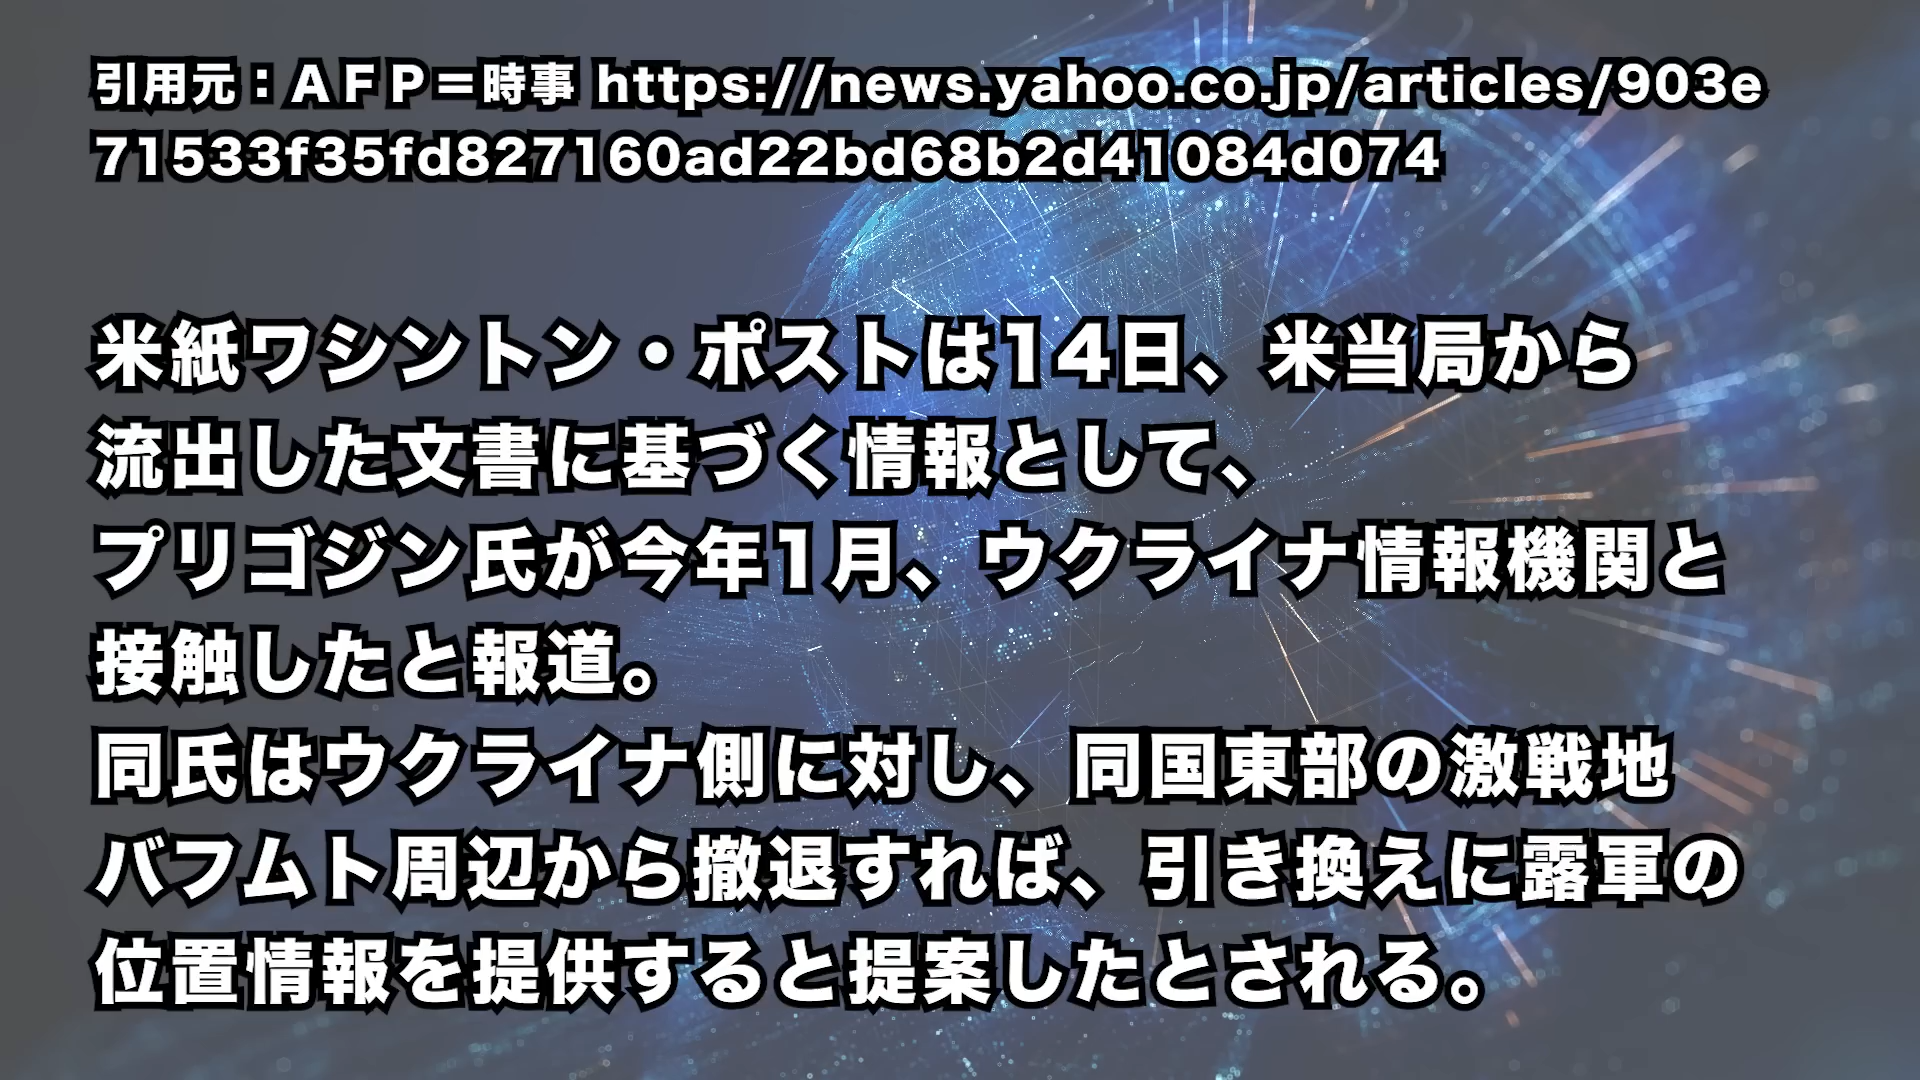 引用元：ＡＦＰ＝時事 https://news.yahoo.co.jp/articles/903e
71533f35fd827160ad22bd68b2d41084d074
米紙ワシントン・ポストは14日、米当局から
流出した文書に基づく情報として、
プリゴジン氏が今年1月、ウクライナ情報機関と
接触したと報道。
同氏はウクライナ側に対し、同国東部の激戦地
バフムト周辺から撤退すれば、引き換えに露軍の
位置情報を提供すると提案したとされる。